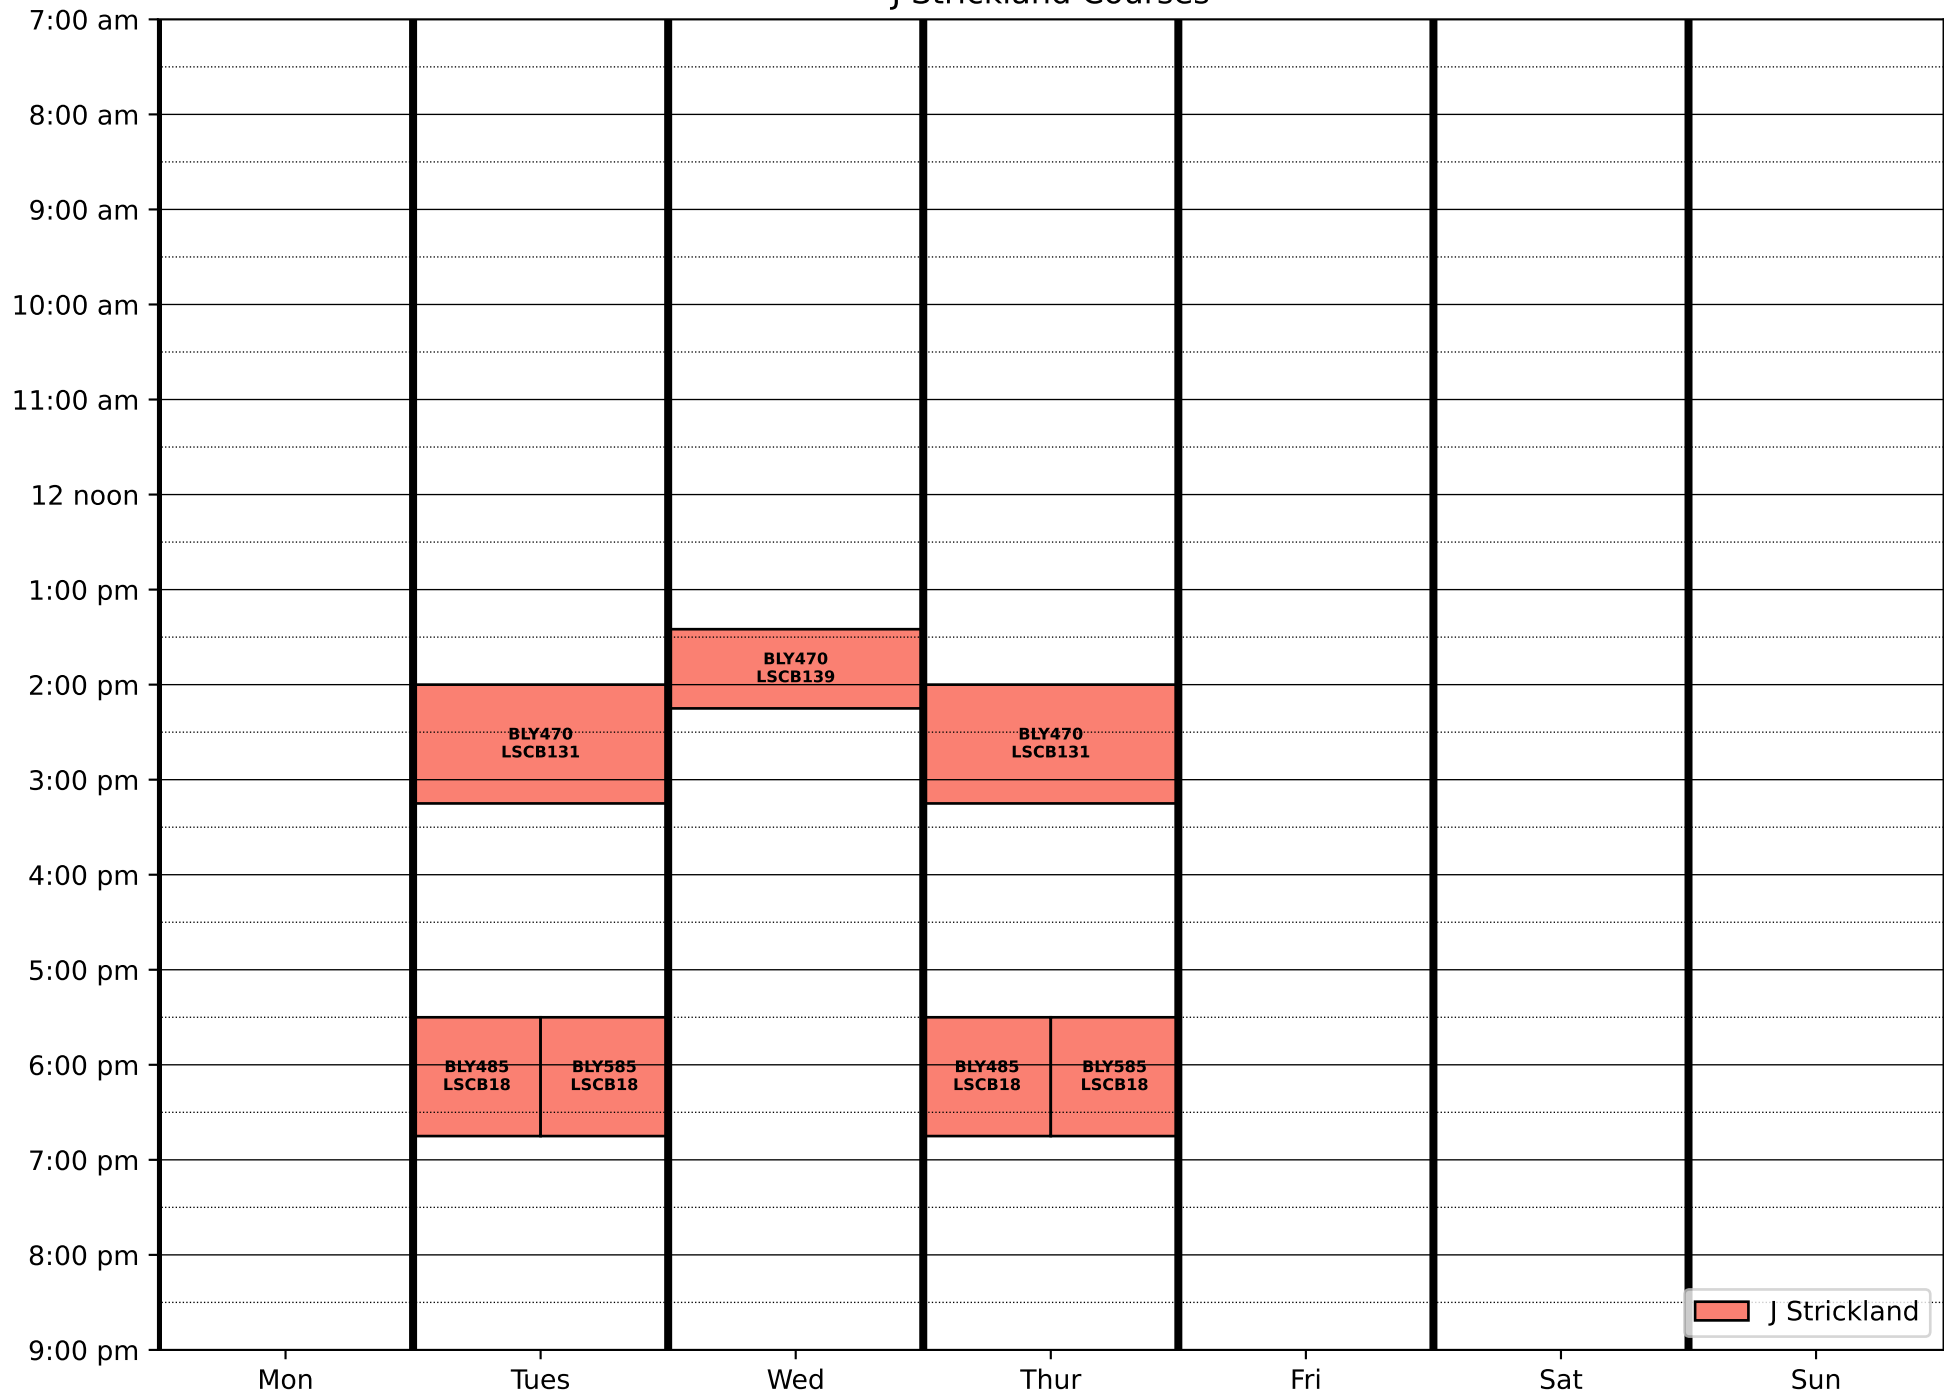 J Strickland Courses
7:00 am
8:00 am
9:00 am
10:00 am
11:00 am
12 noon
1:00 pm
BLY470
LSCB139
2:00 pm
BLY470
LSCB131
BLY470
LSCB131
3:00 pm
4:00 pm
5:00 pm
6:00 pm
BLY485
LSCB18
BLY585
LSCB18
BLY485
LSCB18
BLY585
LSCB18
7:00 pm
8:00 pm
J Strickland
9:00 pm
Mon Tues Wed Thur Fri Sat Sun